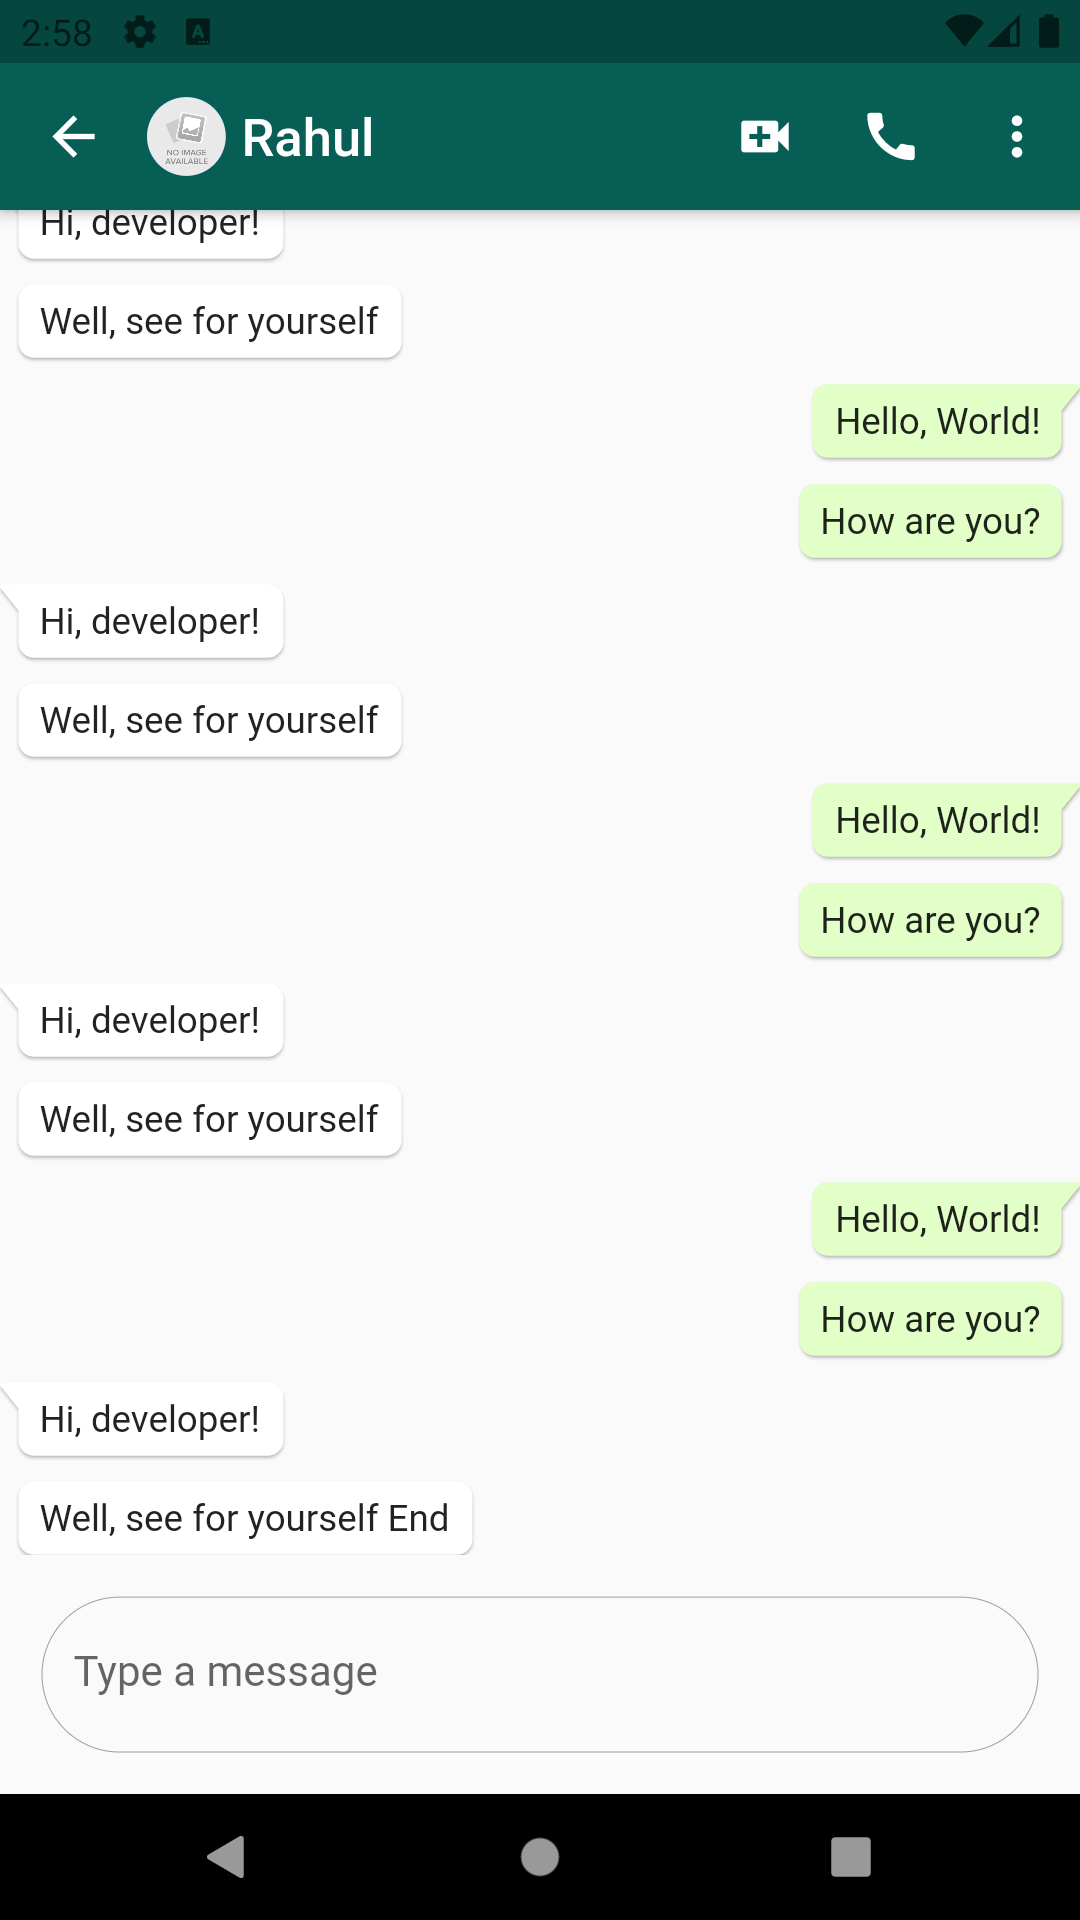 2:58
A
Rahul
NO IMAGE
AVAILABLE
Hi, developer!
Well, see for yourself
Hello, World!
How are you?
Hi, developer!
Well, see for yourself
Hello, World!
How are you?
Hi, developer!
Well, see for yourself
Hello, World!
How are you?
Hi, developer!
Well, see for yourself End
Type a message